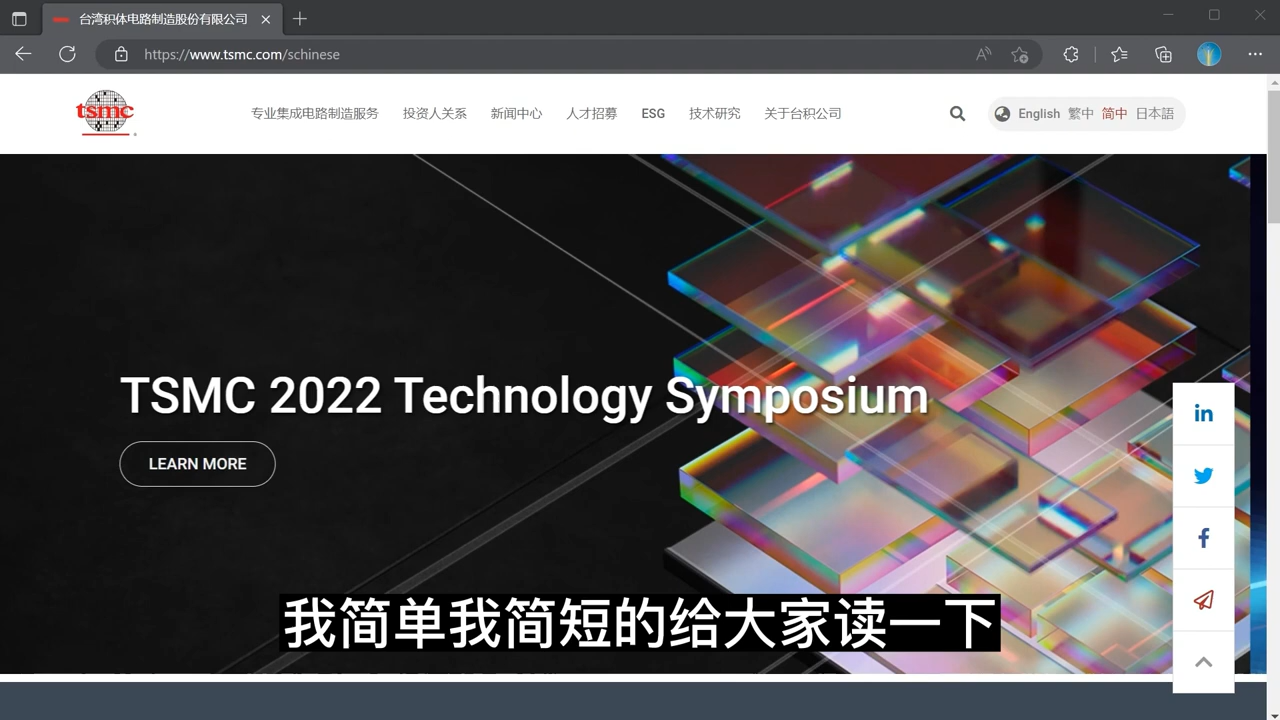 台湾积体电路制造股份有限公司
https://www.tsmc.com/schinese
tsmc
专业集成电路制造服务 投资人关系 新闻中心 人才招募 ESG 技术研究 关于台积公司
English 繁中 简中 日本語
TSMC 2022 Technology Symposium
LEARN MORE
in
我简单我简短的给大家读一下